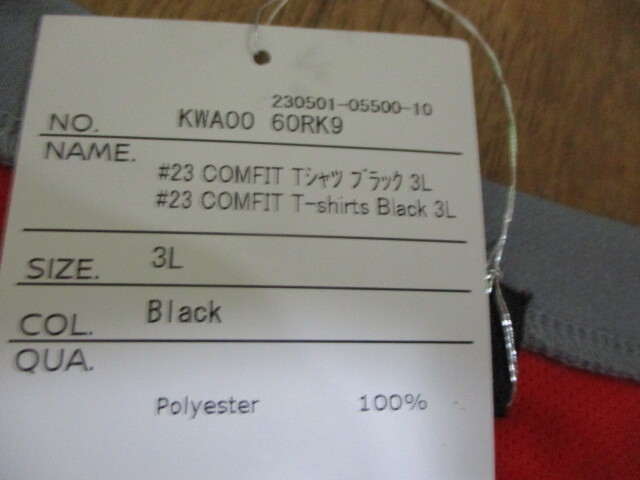 230501-05500-10
NO. KWA00 60RK9
NAME.
#23 COMFIT Tシャツ ブラック 3L
#23 COMFIT T-shirts Black 3L
SIZE. 3L
COL. Black
QUA.
Polyester 100%